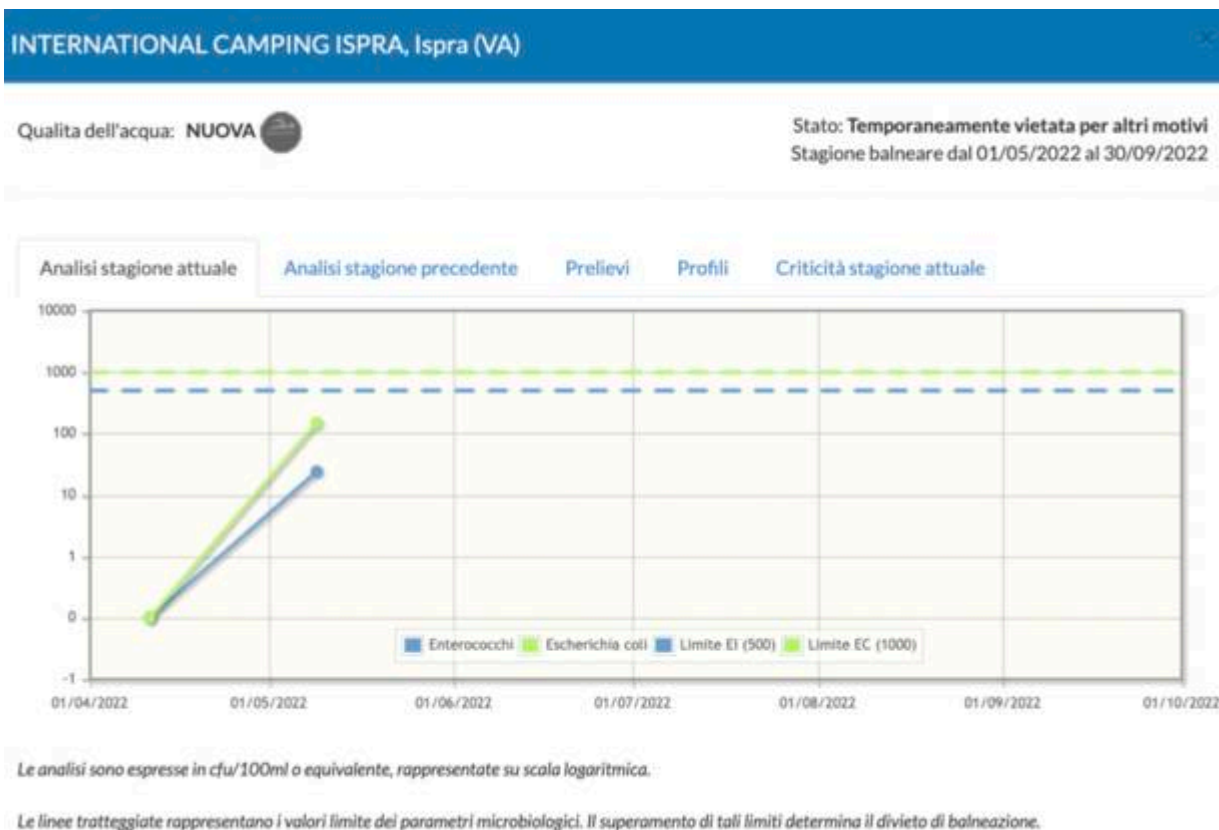 INTERNATIONAL CAMPING ISPRA, Ispra (VA)
Qualita dell'acqua: NUOVA
Stato: Temporaneamente vietata per altri motivi
Stagione balneare dal 01/05/2022 al 30/09/2022
Analisi stagione attuale Analisi stagione precedente Prelievi Profili Criticità stagione attuale
10000
1000
100
10
1
0
-1
Enterococchi Escherichia coli Limite EI (500) Limite EC (1000)
01/04/2022 01/05/2022 01/06/2022 01/07/2022 01/08/2022 01/09/2022 01/10/2022
Le analisi sono espresse in cfu/100ml o equivalente, rappresentate su scala logaritmica.
Le linee tratteggiate rappresentano i valori limite dei parametri microbiologici. Il superamento di tali limiti determina il divieto di balneazione.